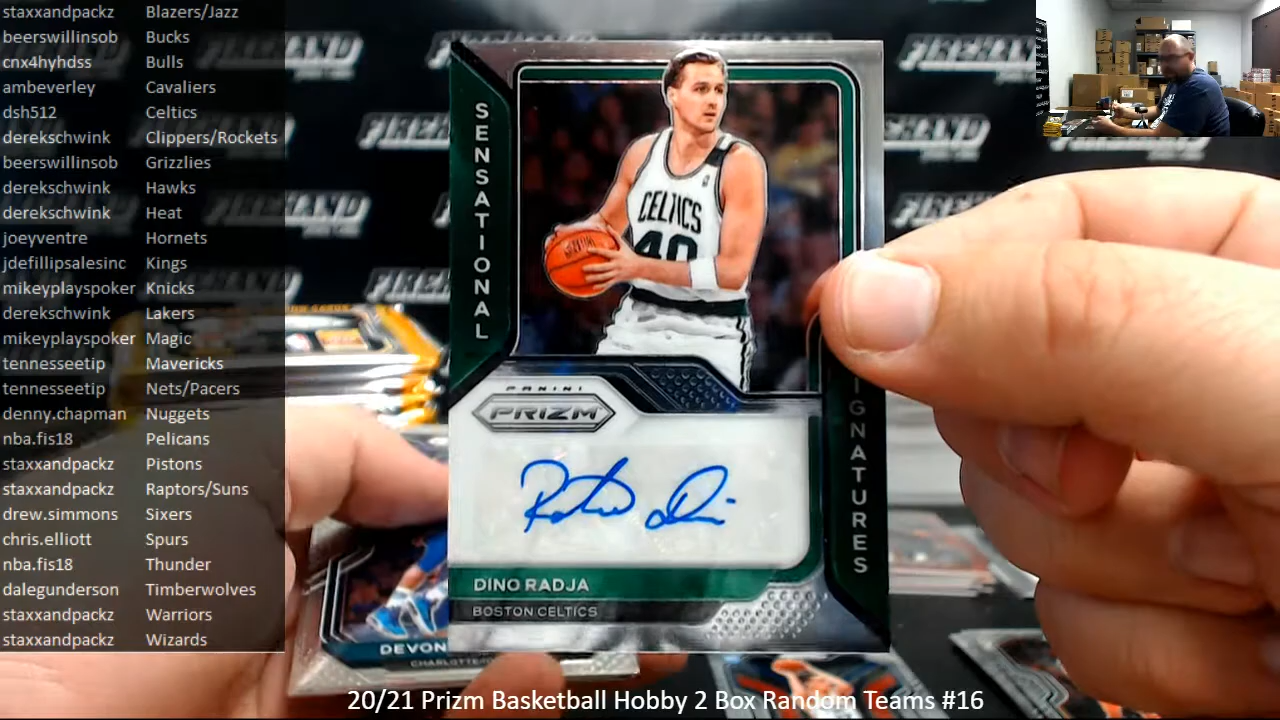 staxxandpackz Blazers/Jazz
beerswillinsob Bucks
cnx4hyhdss Bulls
ambeverley Cavaliers
dsh512 Celtics
derekschwink Clippers/Rockets
beerswillinsob Grizzlies
derekschwink Hawks
derekschwink Heat
joeyventre Hornets
jdefillipsalesinc Kings
mikeyplayspoker Knicks
derekschwink Lakers
mikeyplayspoker Magic
tennesseetip Mavericks
tennesseetip Nets/Pacers
denny.chapman Nuggets
nba.fis18 Pelicans
staxxandpackz Pistons
staxxandpackz Raptors/Suns
drew.simmons Sixers
chris.elliott Spurs
nba.fis18 Thunder
dalegunderson Timberwolves
staxxandpackz Warriors
staxxandpackz Wizards
FIREHAND
SENSATIONAL
CELTICS
40
IGNATURES
PANINI
PRIZM
DINO RADJA
BOSTON CELTICS
DEVON
CHARLOTTE
20/21 Prizm Basketball Hobby 2 Box Random Teams #16